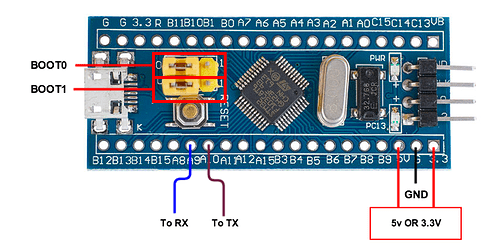 G G 3.3 R B11 B10 B1 B0 A7 A6 A5 A4 A3 A2 A1 A0 C15 C14 C13 VB
BOOT0
BOOT1
PWR
PC13
RESET
K
B12 B13 B14 B15 A8 A9 A10 A11 A12 A15 B3 B4 B5 B6 B7 B8 B9 5V G 3.3
GND
To RX
To TX
5v OR 3.3V